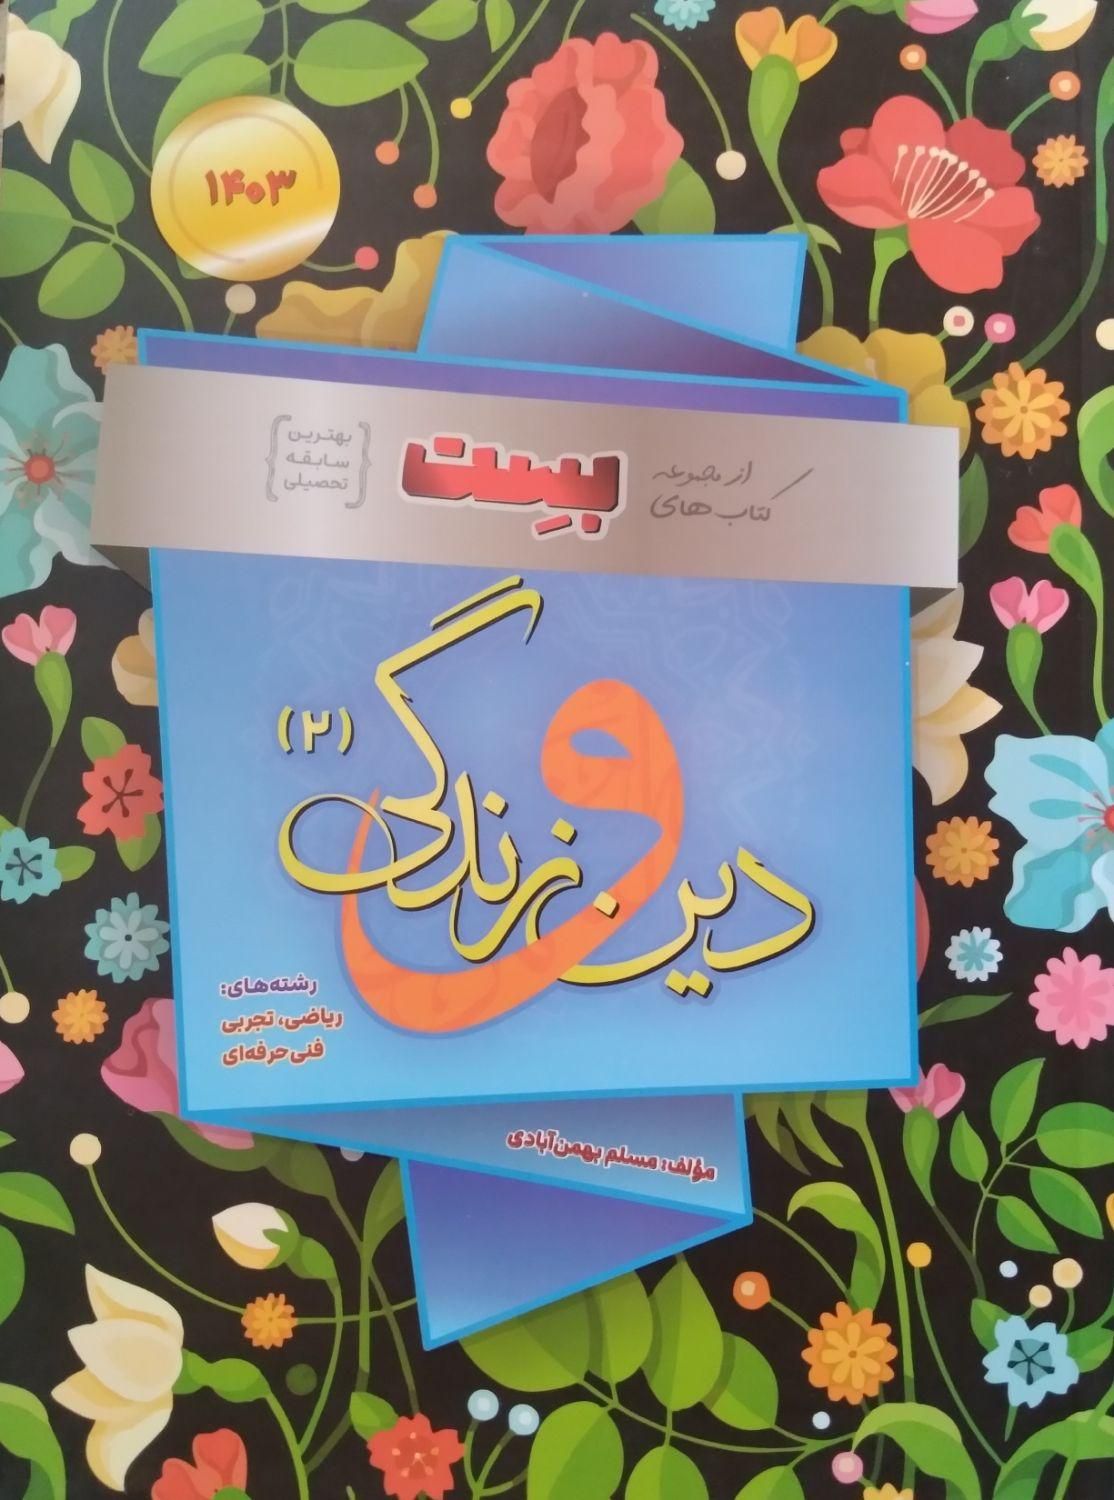 ۱۴۰۳
از مجموعه
کتاب‌های
بیست
بهترین
سابقه
تحصیلی
دین و زندگی (۲)
رشته‌های:
ریاضی، تجربی
فنی‌حرفه‌ای
مؤلف: مسلم بهمن‌آبادی